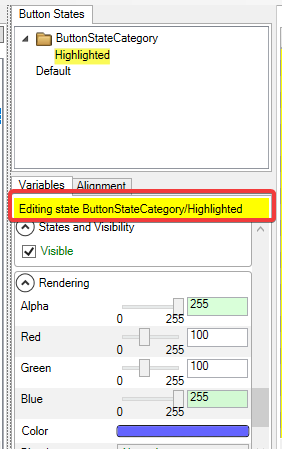 Button States
ButtonStateCategory
Highlighted
Default
Variables Alignment
Editing state ButtonStateCategory/Highlighted
States and Visibility
Visible
Rendering
Alpha 255
0 255
Red 100
0 255
Green 100
0 255
Blue 255
0 255
Color